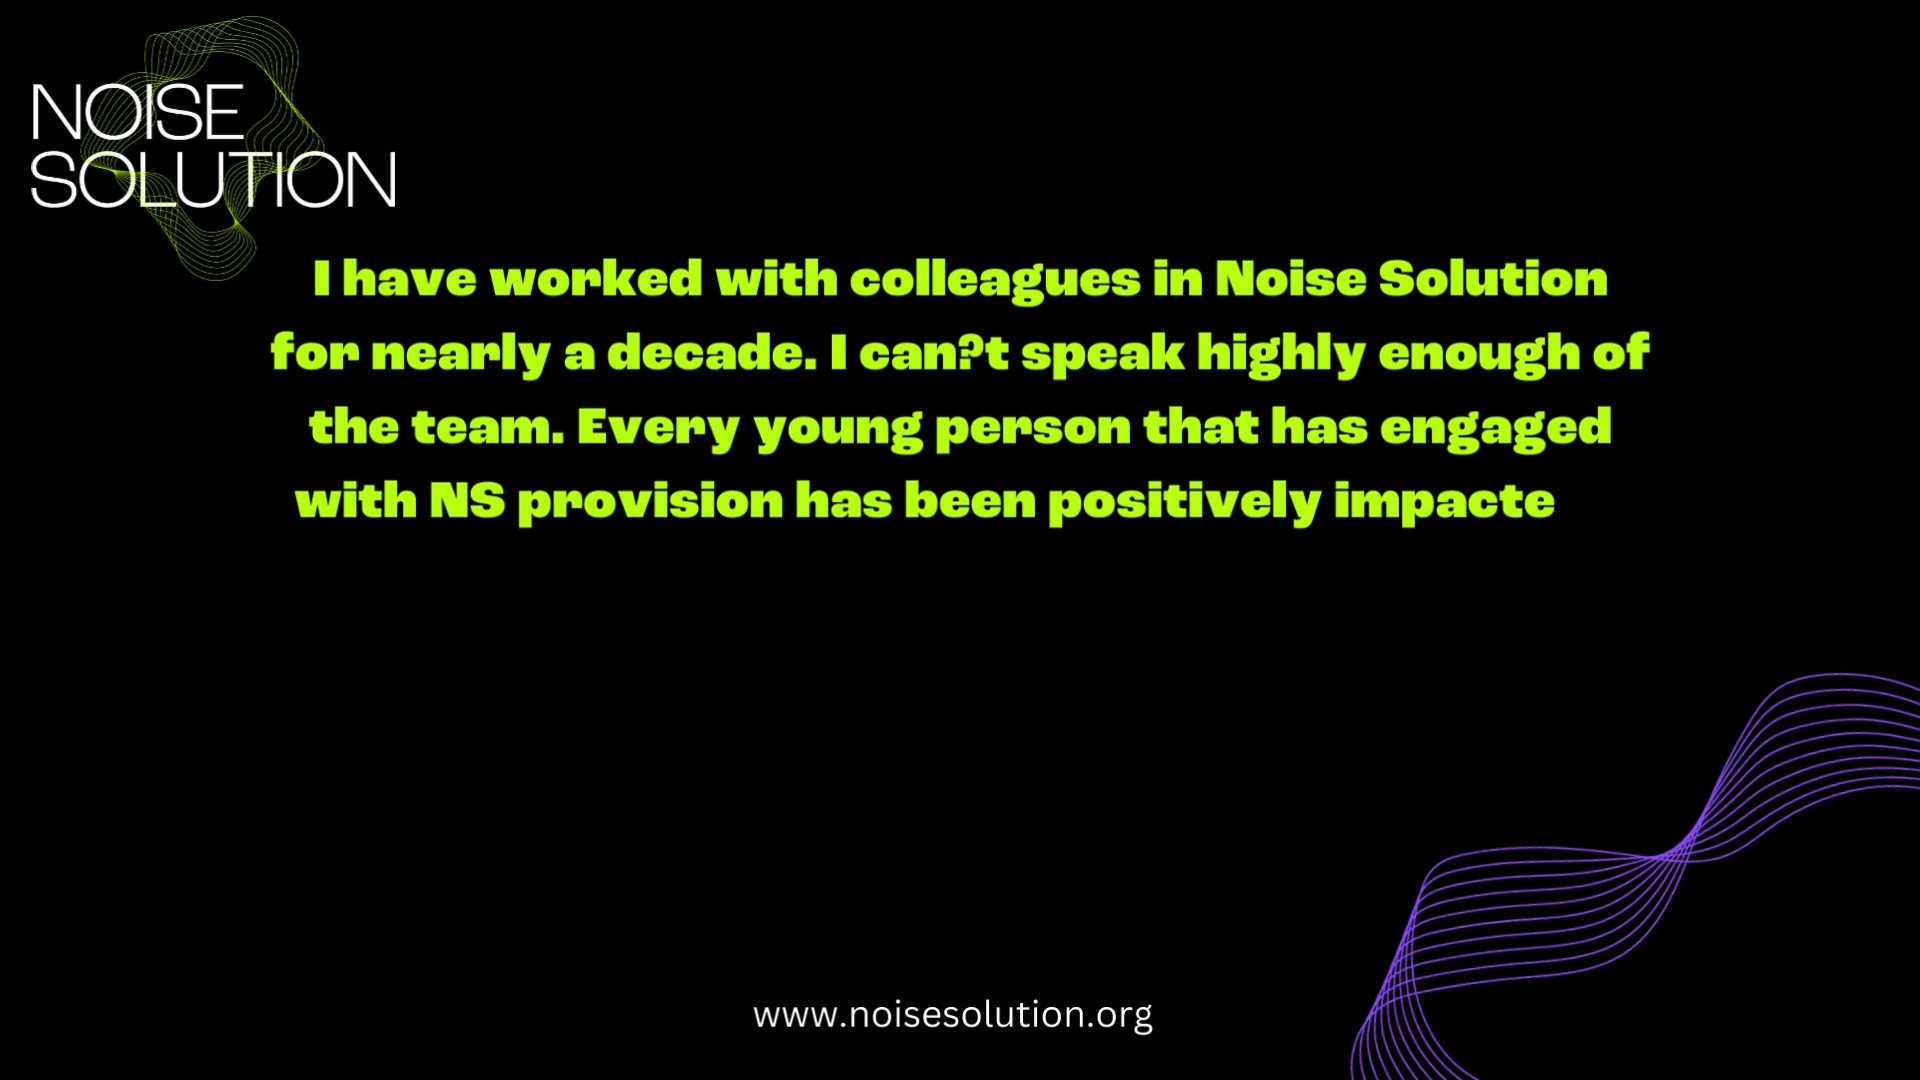 NOISE
SOLUTION
I have worked with colleagues in Noise Solution
for nearly a decade. I can?t speak highly enough of
the team. Every young person that has engaged
with NS provision has been positively impacte
www.noisesolution.org